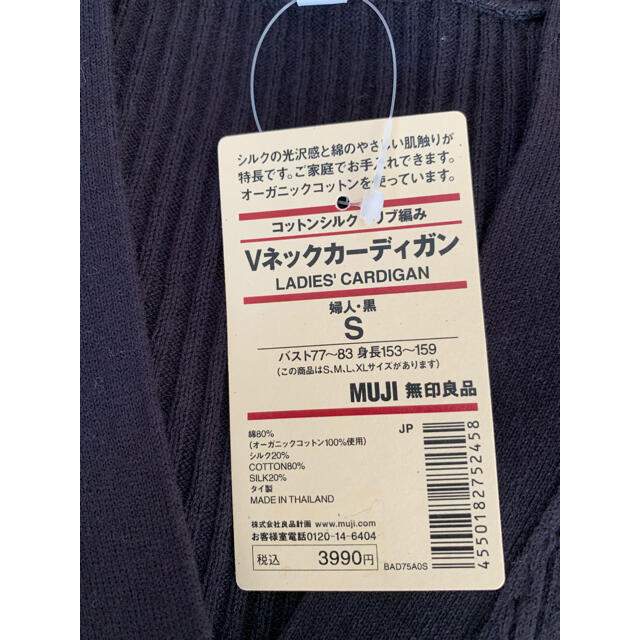 シルクの光沢感と綿のやさしい肌触りが
特長です。ご家庭でお手入れできます。
オーガニックコットンを使っています。
コットンシルク リブ編み
Vネックカーディガン
LADIES' CARDIGAN
婦人・黒
S
バスト77〜83 身長153〜159
(この商品はS、M、L、XLサイズがあります)
MUJI 無印良品
綿80%
(オーガニックコットン100%使用)
シルク20%
COTTON80%
SILK20%
タイ製
MADE IN THAILAND
JP
株式会社良品計画 www.muji.com
お客様室電話0120-14-6404
税込 3990円
BAD75A0S
4550182752458